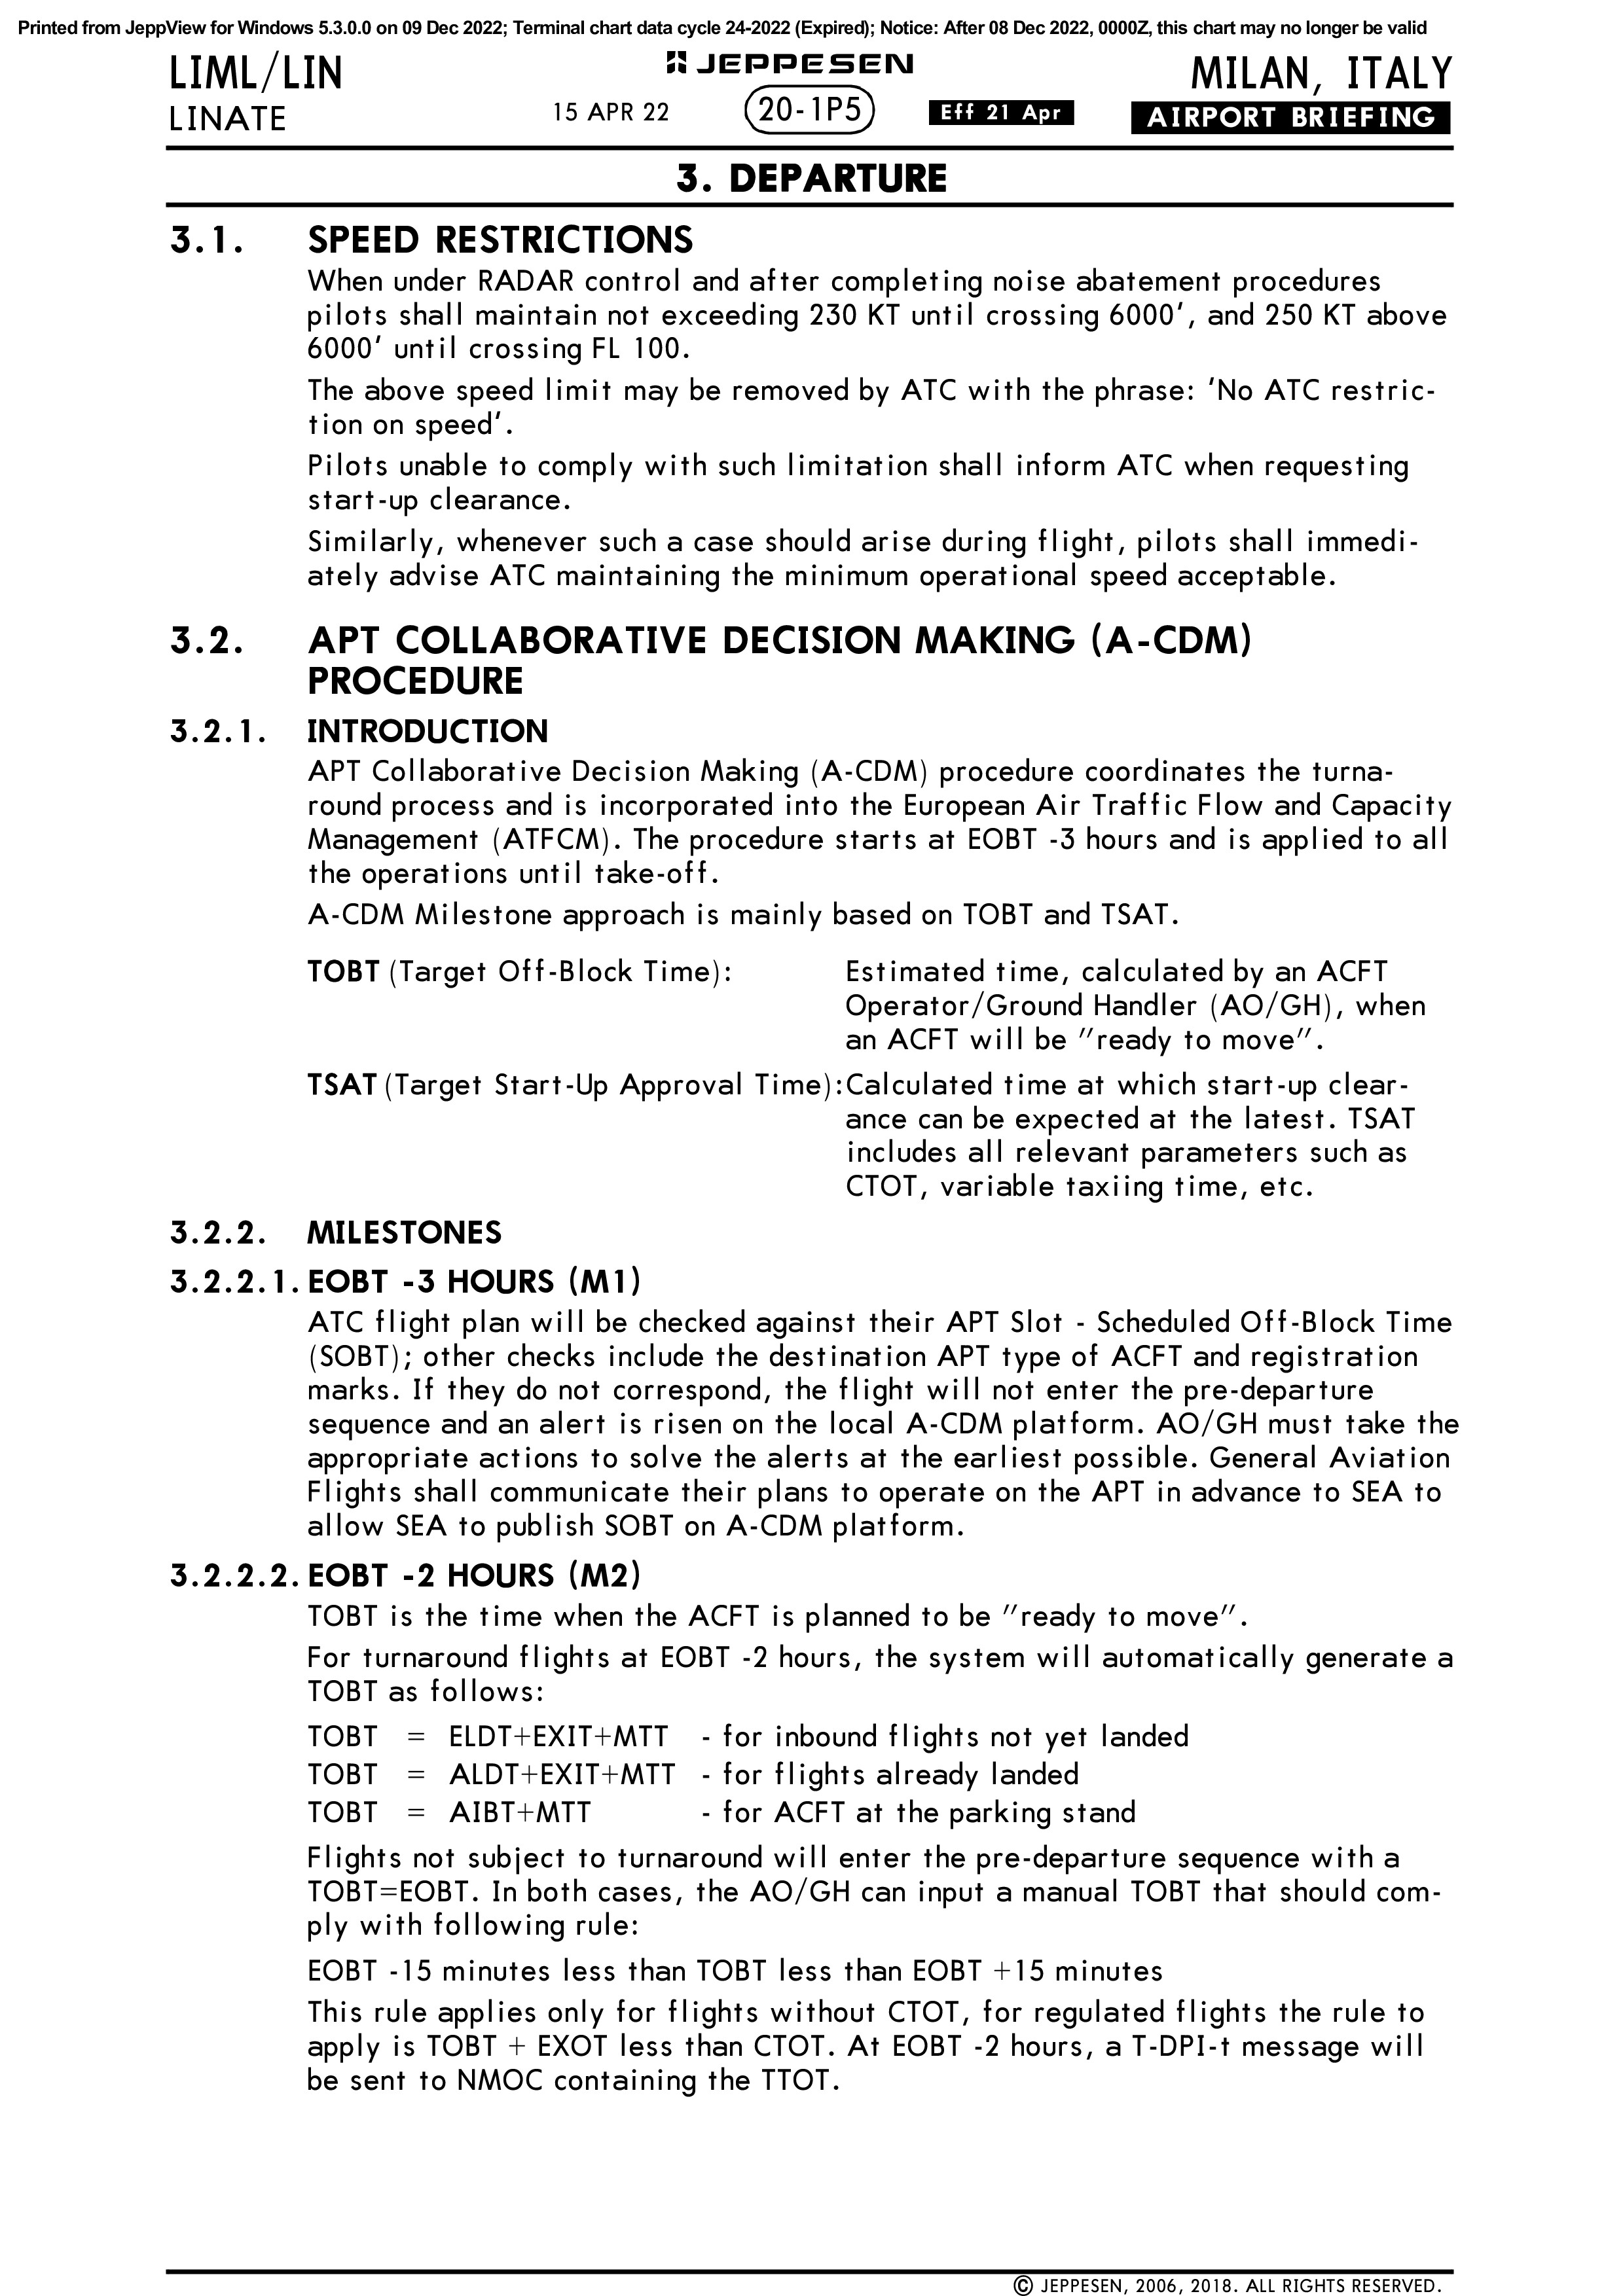 Printed from JeppView for Windows 5.3.0.0 on 09 Dec 2022; Terminal chart data cycle 24-2022 (Expired); Notice: After 08 Dec 2022, 0000Z, this chart may no longer be valid
LIML/LIN JEPPESEN MILAN, ITALY
LINATE 15 APR 22 20-1P5 Eff 21 Apr AIRPORT BRIEFING
3. DEPARTURE
3.1. SPEED RESTRICTIONS
When under RADAR control and after completing noise abatement procedures
pilots shall maintain not exceeding 230 KT until crossing 6000', and 250 KT above
6000' until crossing FL 100.
The above speed limit may be removed by ATC with the phrase: 'No ATC restric-
tion on speed'.
Pilots unable to comply with such limitation shall inform ATC when requesting
start-up clearance.
Similarly, whenever such a case should arise during flight, pilots shall immedi-
ately advise ATC maintaining the minimum operational speed acceptable.
3.2. APT COLLABORATIVE DECISION MAKING (A-CDM)
PROCEDURE
3.2.1. INTRODUCTION
APT Collaborative Decision Making (A-CDM) procedure coordinates the turna-
round process and is incorporated into the European Air Traffic Flow and Capacity
Management (ATFCM). The procedure starts at EOBT -3 hours and is applied to all
the operations until take-off.
A-CDM Milestone approach is mainly based on TOBT and TSAT.
TOBT (Target Off-Block Time): Estimated time, calculated by an ACFT
Operator/Ground Handler (AO/GH), when
an ACFT will be "ready to move".
TSAT (Target Start-Up Approval Time): Calculated time at which start-up clear-
ance can be expected at the latest. TSAT
includes all relevant parameters such as
CTOT, variable taxiing time, etc.
3.2.2. MILESTONES
3.2.2.1. EOBT -3 HOURS (M1)
ATC flight plan will be checked against their APT Slot - Scheduled Off-Block Time
(SOBT); other checks include the destination APT type of ACFT and registration
marks. If they do not correspond, the flight will not enter the pre-departure
sequence and an alert is risen on the local A-CDM platform. AO/GH must take the
appropriate actions to solve the alerts at the earliest possible. General Aviation
Flights shall communicate their plans to operate on the APT in advance to SEA to
allow SEA to publish SOBT on A-CDM platform.
3.2.2.2. EOBT -2 HOURS (M2)
TOBT is the time when the ACFT is planned to be "ready to move".
For turnaround flights at EOBT -2 hours, the system will automatically generate a
TOBT as follows:
TOBT = ELDT+EXIT+MTT - for inbound flights not yet landed
TOBT = ALDT+EXIT+MTT - for flights already landed
TOBT = AIBT+MTT - for ACFT at the parking stand
Flights not subject to turnaround will enter the pre-departure sequence with a
TOBT=EOBT. In both cases, the AO/GH can input a manual TOBT that should com-
ply with following rule:
EOBT -15 minutes less than TOBT less than EOBT +15 minutes
This rule applies only for flights without CTOT, for regulated flights the rule to
apply is TOBT + EXOT less than CTOT. At EOBT -2 hours, a T-DPI-t message will
be sent to NMOC containing the TTOT.
© JEPPESEN, 2006, 2018. ALL RIGHTS RESERVED.